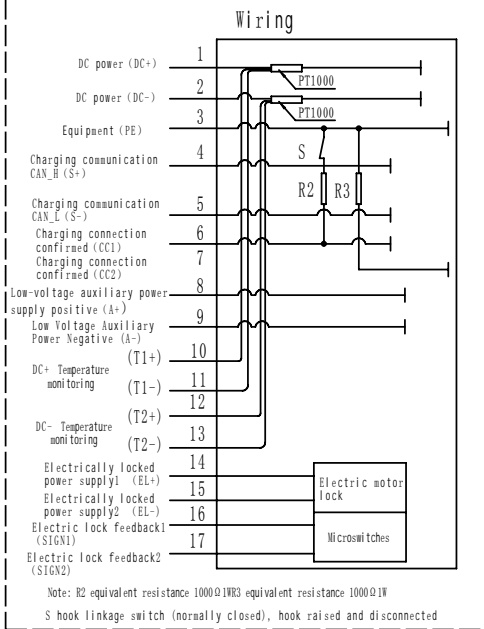 Wiring
1
DC power (DC+)
PT1000
2
DC power (DC-)
PT1000
3
Equipment (PE)
4
S
Charging communication
CAN_H (S+)
R2 R3
5
Charging communication
CAN_L (S-)
6
Charging connection
confirmed (CC1)
7
Charging connection
confirmed (CC2)
8
Low-voltage auxiliary power
supply positive (A+)
9
Low Voltage Auxiliary
Power Negative (A-)
10
(T1+)
DC+ Temperature
monitoring
11
(T1-)
12
(T2+)
DC- Temperature
monitoring
13
(T2-)
14
Electrically locked
power supply1 (EL+)
Electric motor
lock
15
Electrically locked
power supply2 (EL-)
16
Electric lock feedback1
(SIGN1)
Microswitches
17
Electric lock feedback2
(SIGN2)
Note: R2 equivalent resistance 1000Ω1WR3 equivalent resistance 1000Ω1W
S hook linkage switch (normally closed), hook raised and disconnected